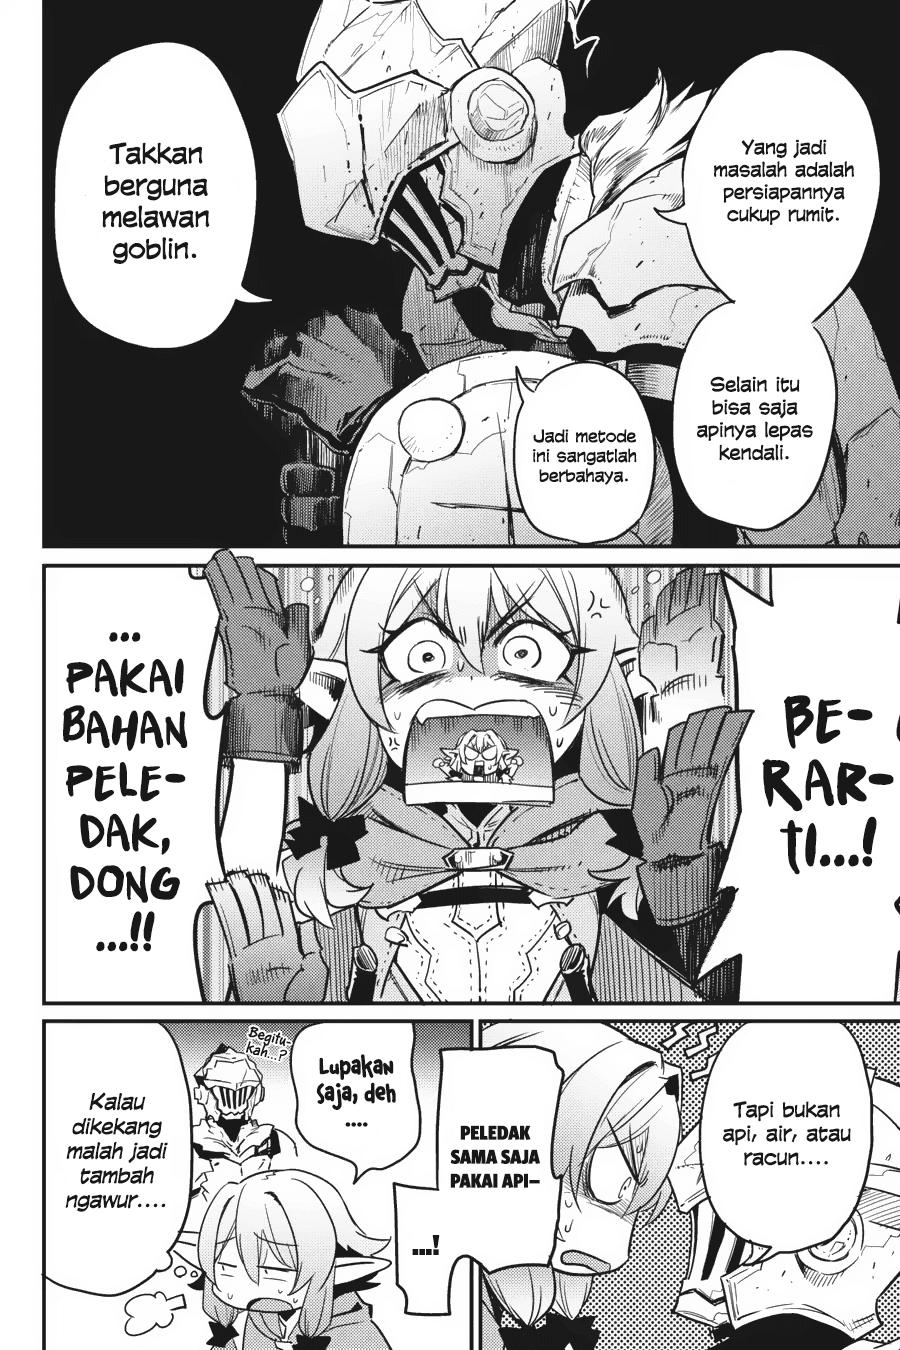 Yang jadi
masalah adalah
persiapannya
cukup rumit.
Selain itu
bisa saja
apinya lepas
kendali.
Jadi metode
ini sangatlah
berbahaya.
Takkan
berguna
melawan
goblin.
BE-
RAR-
TI...!
...
PAKAI
BAHAN
PELE-
DAK,
DONG
...!!
Tapi bukan
api, air, atau
racun....
PELEDAK
SAMA SAJA
PAKAI API–
...!
Lupakan
saja, deh
....
Begitu-
kah...?
Kalau
dikekang
malah jadi
tambah
ngawur....